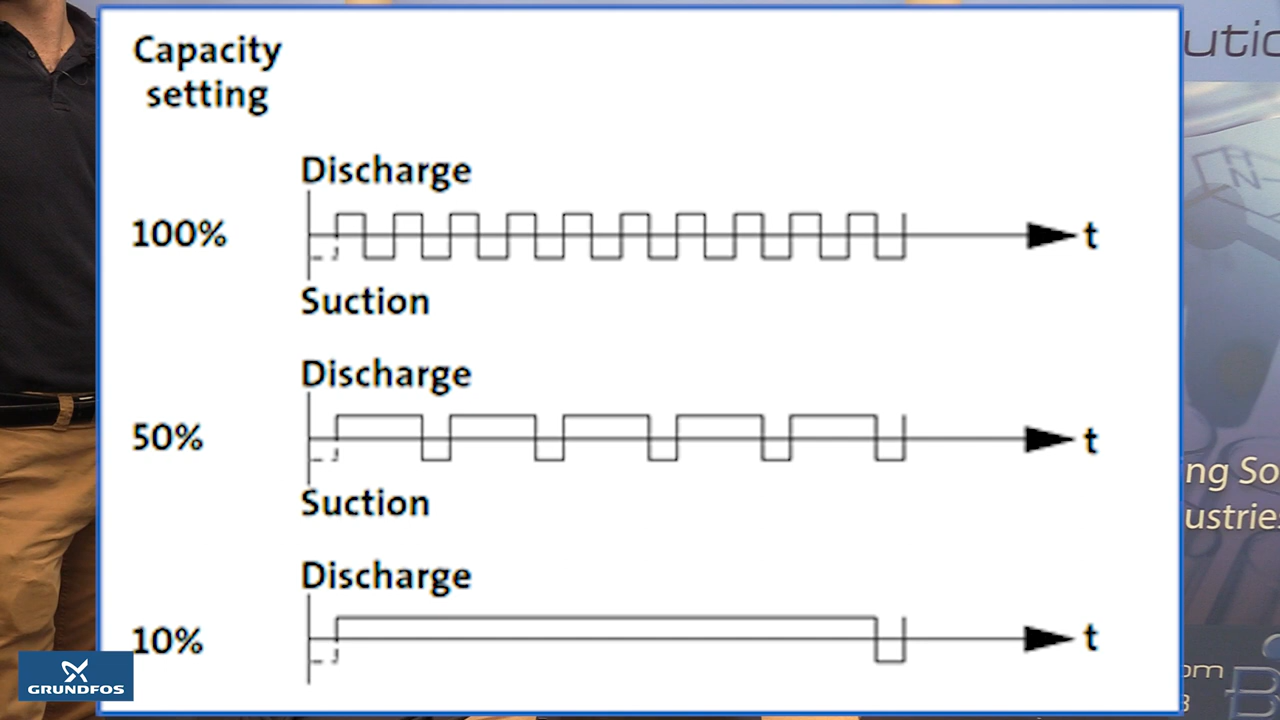 Capacity
setting
Discharge
100%
t
Suction
Discharge
50%
t
Suction
Discharge
10%
t
GRUNDFOS